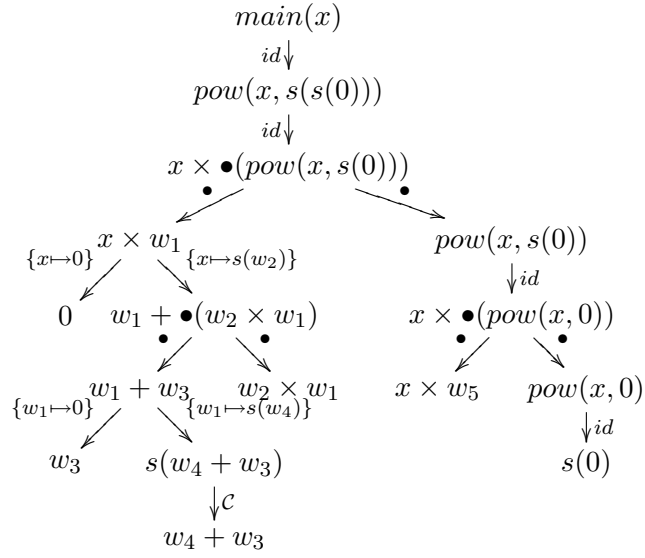 main(x)
id
pow(x, s(s(0)))
id
x × •(pow(x, s(0)))
• •
x × w₁ pow(x, s(0))
{x↦0} {x↦s(w₂)} id
0 w₁ + •(w₂ × w₁) x × •(pow(x, 0))
• • • •
w₁ + w₃ w₂ × w₁ x × w₅ pow(x, 0)
{w₁↦0} {w₁↦s(w₄)} id
w₃ s(w₄ + w₃) s(0)
𝒞
w₄ + w₃